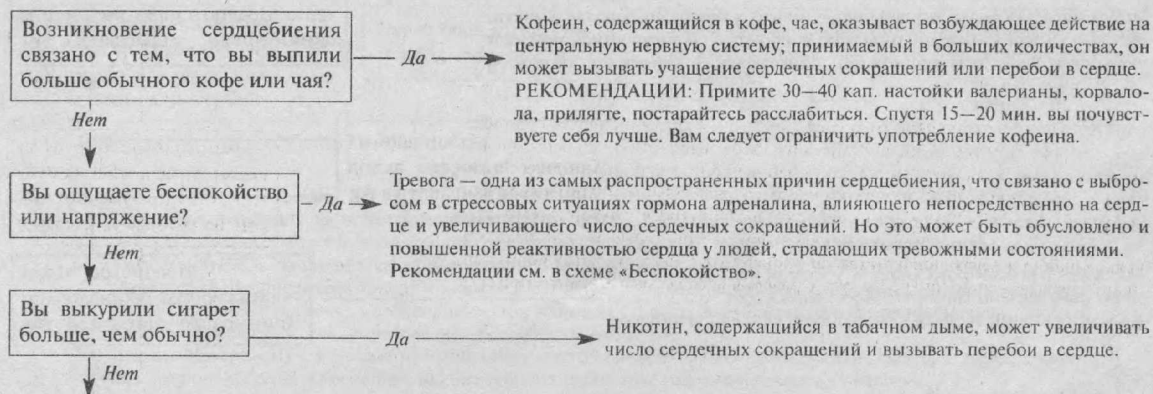 Возникновение сердцебиения
связано с тем, что вы выпили
больше обычного кофе или чая?
Да
Кофеин, содержащийся в кофе, час, оказывает возбуждающее действие на
центральную нервную систему; принимаемый в больших количествах, он
может вызывать учащение сердечных сокращений или перебои в сердце.
РЕКОМЕНДАЦИИ: Примите 30—40 кап. настойки валерианы, корвало-
ла, прилягте, постарайтесь расслабиться. Спустя 15—20 мин. вы почувст-
вуете себя лучше. Вам следует ограничить употребление кофеина.
Нет
Вы ощущаете беспокойство
или напряжение?
Да
Тревога — одна из самых распространенных причин сердцебиения, что связано с выбро-
сом в стрессовых ситуациях гормона адреналина, влияющего непосредственно на серд-
це и увеличивающего число сердечных сокращений. Но это может быть обусловлено и
повышенной реактивностью сердца у людей, страдающих тревожными состояниями.
Рекомендации см. в схеме «Беспокойство».
Нет
Вы выкурили сигарет
больше, чем обычно?
Да
Никотин, содержащийся в табачном дыме, может увеличивать
число сердечных сокращений и вызывать перебои в сердце.
Нет